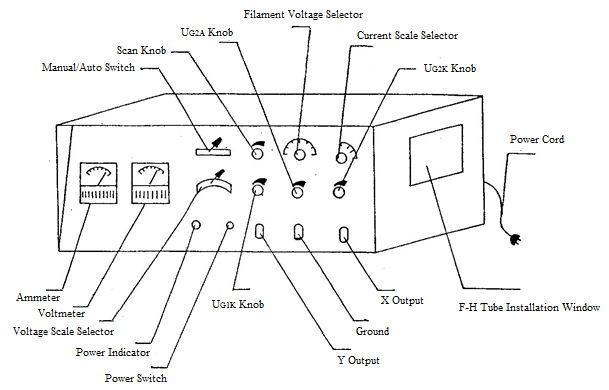 Filament Voltage Selector
UG2A Knob
Current Scale Selector
Scan Knob
Manual/Auto Switch
UG2K Knob
Power Cord
Ammeter
Voltmeter
Voltage Scale Selector
UG1K Knob
X Output
F-H Tube Installation Window
Ground
Power Indicator
Y Output
Power Switch